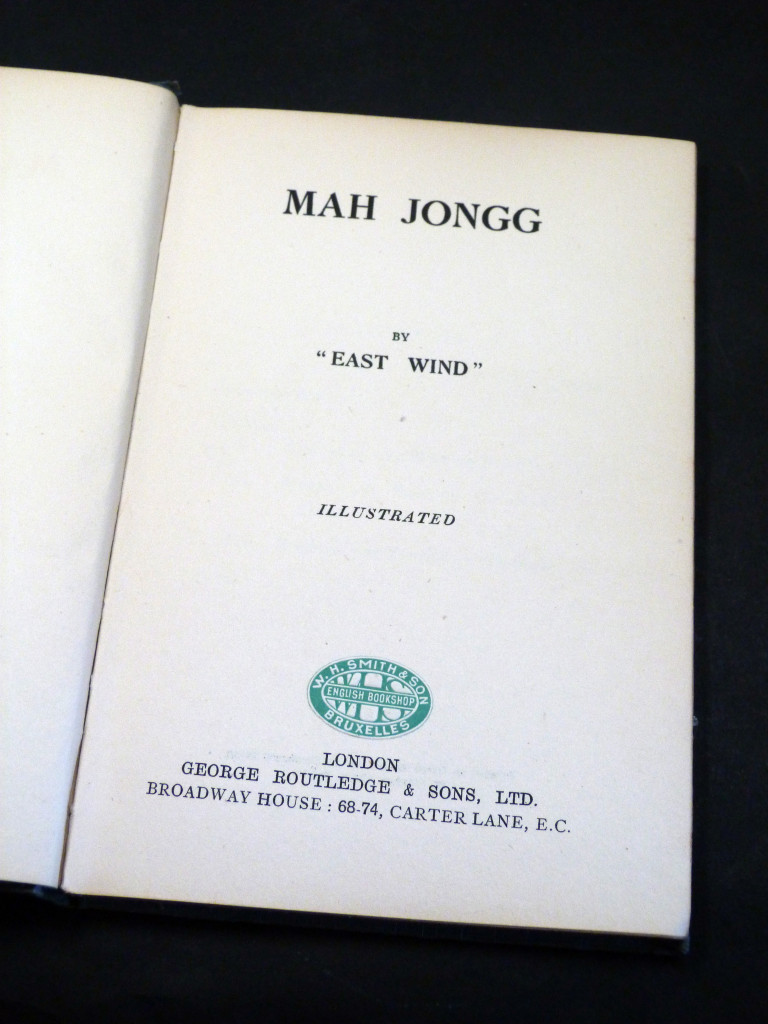 MAH JONGG
BY
“EAST WIND”
ILLUSTRATED
W. H. SMITH & SON
WHS
ENGLISH BOOKSHOP
BRUXELLES
LONDON
GEORGE ROUTLEDGE & SONS, LTD.
BROADWAY HOUSE : 68-74, CARTER LANE, E.C.